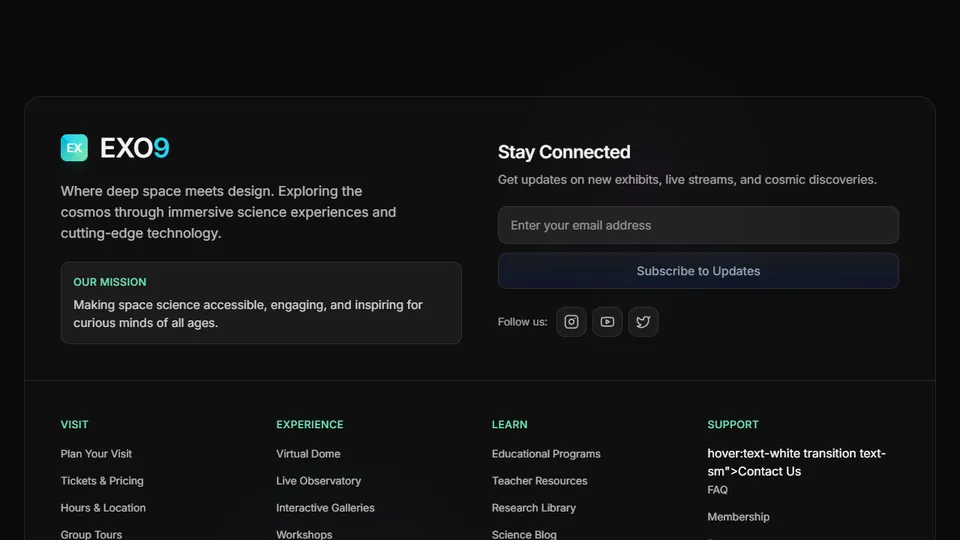 EX EXO9
Where deep space meets design. Exploring the
cosmos through immersive science experiences and
cutting-edge technology.
OUR MISSION
Making space science accessible, engaging, and inspiring for
curious minds of all ages.
Stay Connected
Get updates on new exhibits, live streams, and cosmic discoveries.
Enter your email address
Subscribe to Updates
Follow us:
VISIT
Plan Your Visit
Tickets & Pricing
Hours & Location
Group Tours
EXPERIENCE
Virtual Dome
Live Observatory
Interactive Galleries
Workshops
LEARN
Educational Programs
Teacher Resources
Research Library
Science Blog
SUPPORT
hover:text-white transition text-
sm">Contact Us
FAQ
Membership